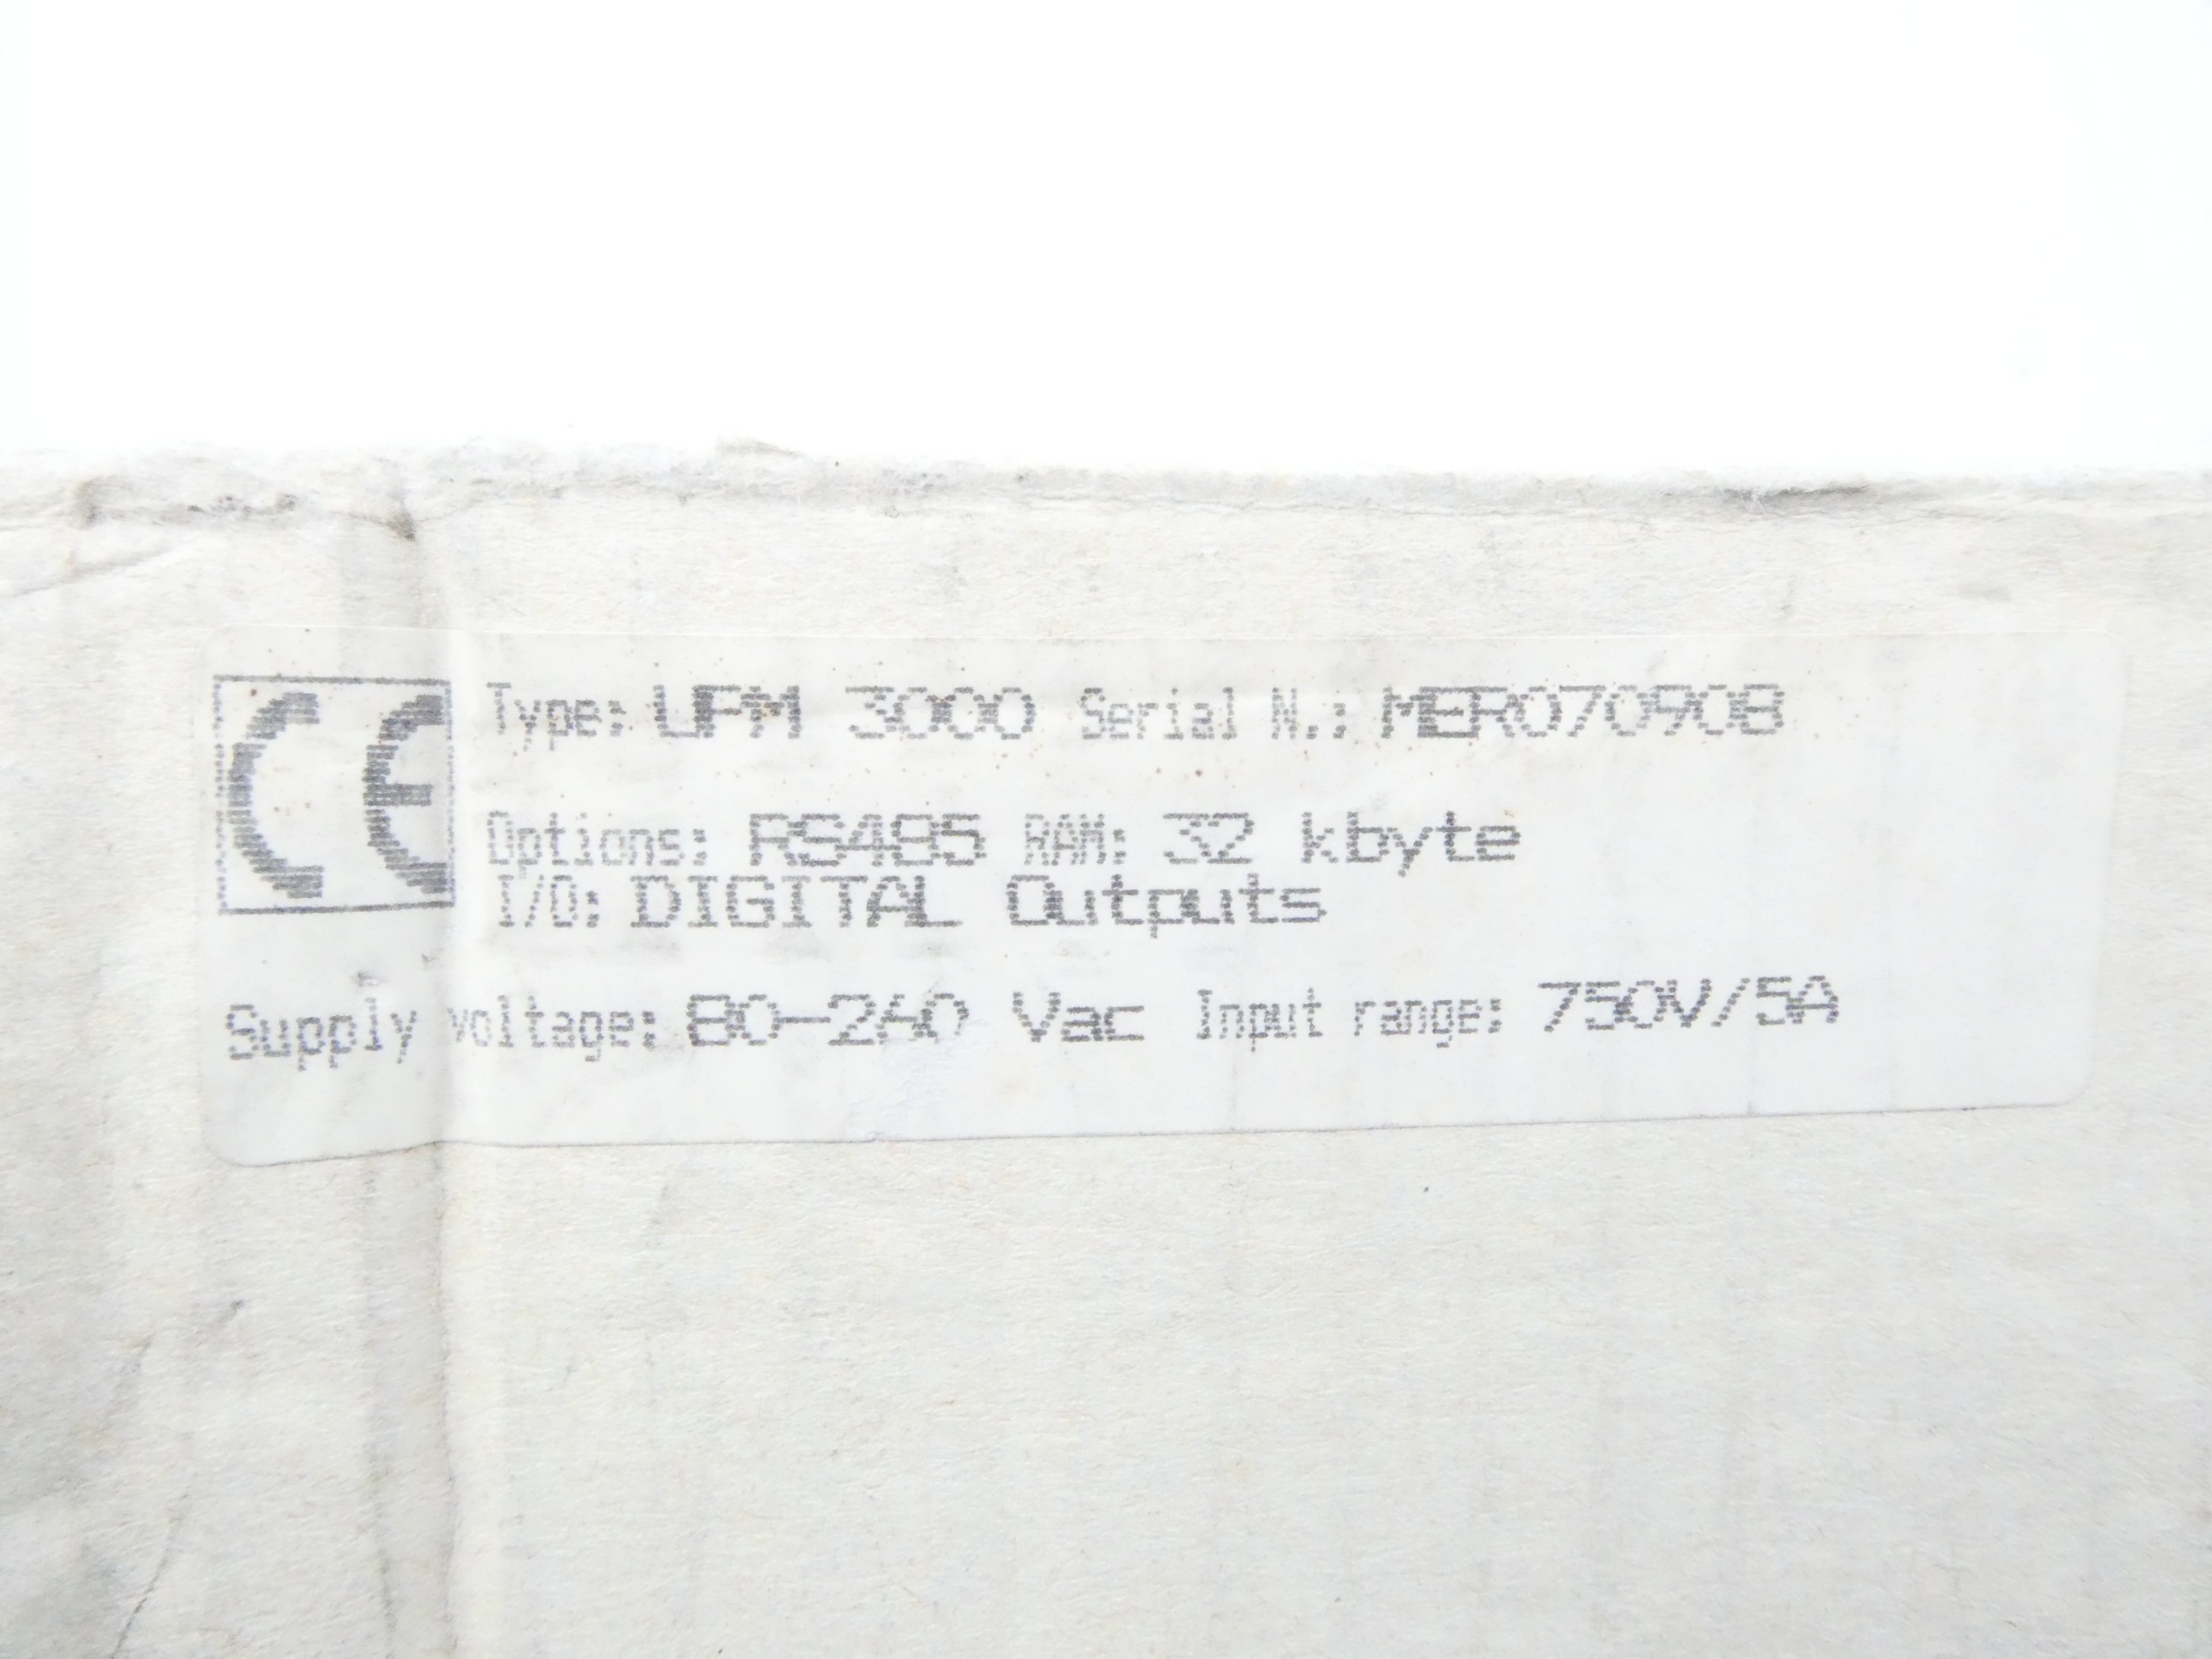 CE
Type: UPM 3000 Serial N.: MER070908
Options: RS485 RAM: 32 kbyte
I/O: DIGITAL Outputs
Supply voltage: 80-260 Vac Input range: 750V/5A